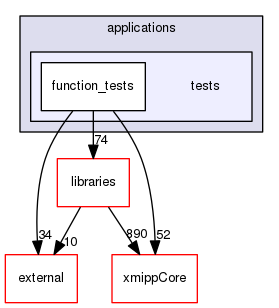 applications
function_tests
tests
74
libraries
34
10
890
52
external
xmippCore